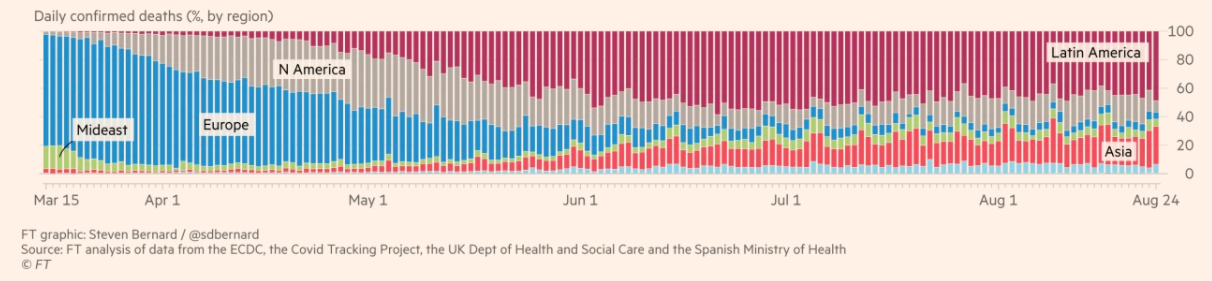 Daily confirmed deaths (%, by region)
100
Latin America
80
N America
60
Mideast
Europe
40
20
Asia
0
Mar 15 Apr 1 May 1 Jun 1 Jul 1 Aug 1 Aug 24
FT graphic: Steven Bernard / @sdbernard
Source: FT analysis of data from the ECDC, the Covid Tracking Project, the UK Dept of Health and Social Care and the Spanish Ministry of Health
© FT